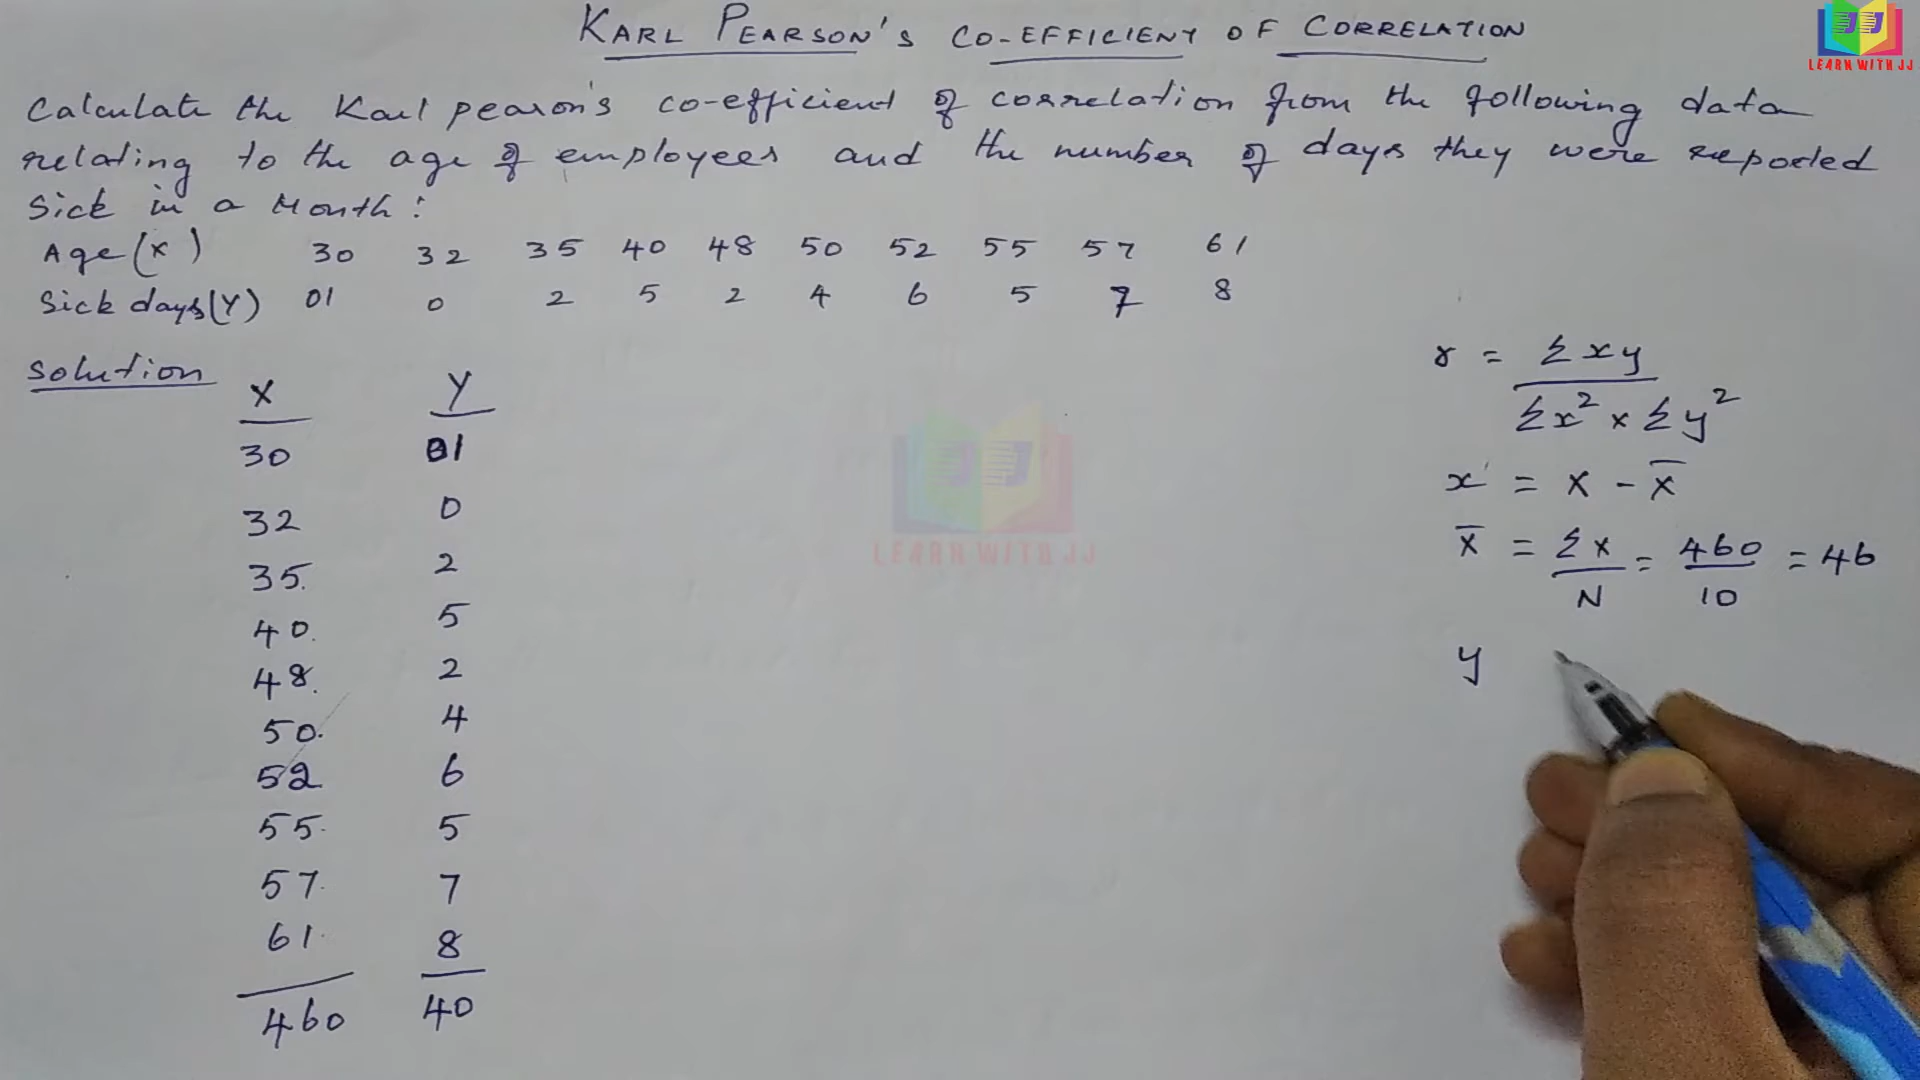 KARL PEARSON'S CO-EFFICIENT OF CORRELATION
LEARN WITH JJ
Calculate the Karl pearson's co-efficient of correlation from the following data
relating to the age of employees and the number of days they were reported
Sick in a Month:
Age (X) 30 32 35 40 48 50 52 55 57 61
Sick days (Y) 01 0 2 5 2 4 6 5 7 8
Solution
X Y
30 01
32 0
35 2
40 5
48 2
50 4
52 6
55 5
57 7
61 8
460 40
r = Σxy / Σx² × Σy²
x = X - X̄
X̄ = ΣX / N = 460 / 10 = 46
y
LEARN WITH JJ